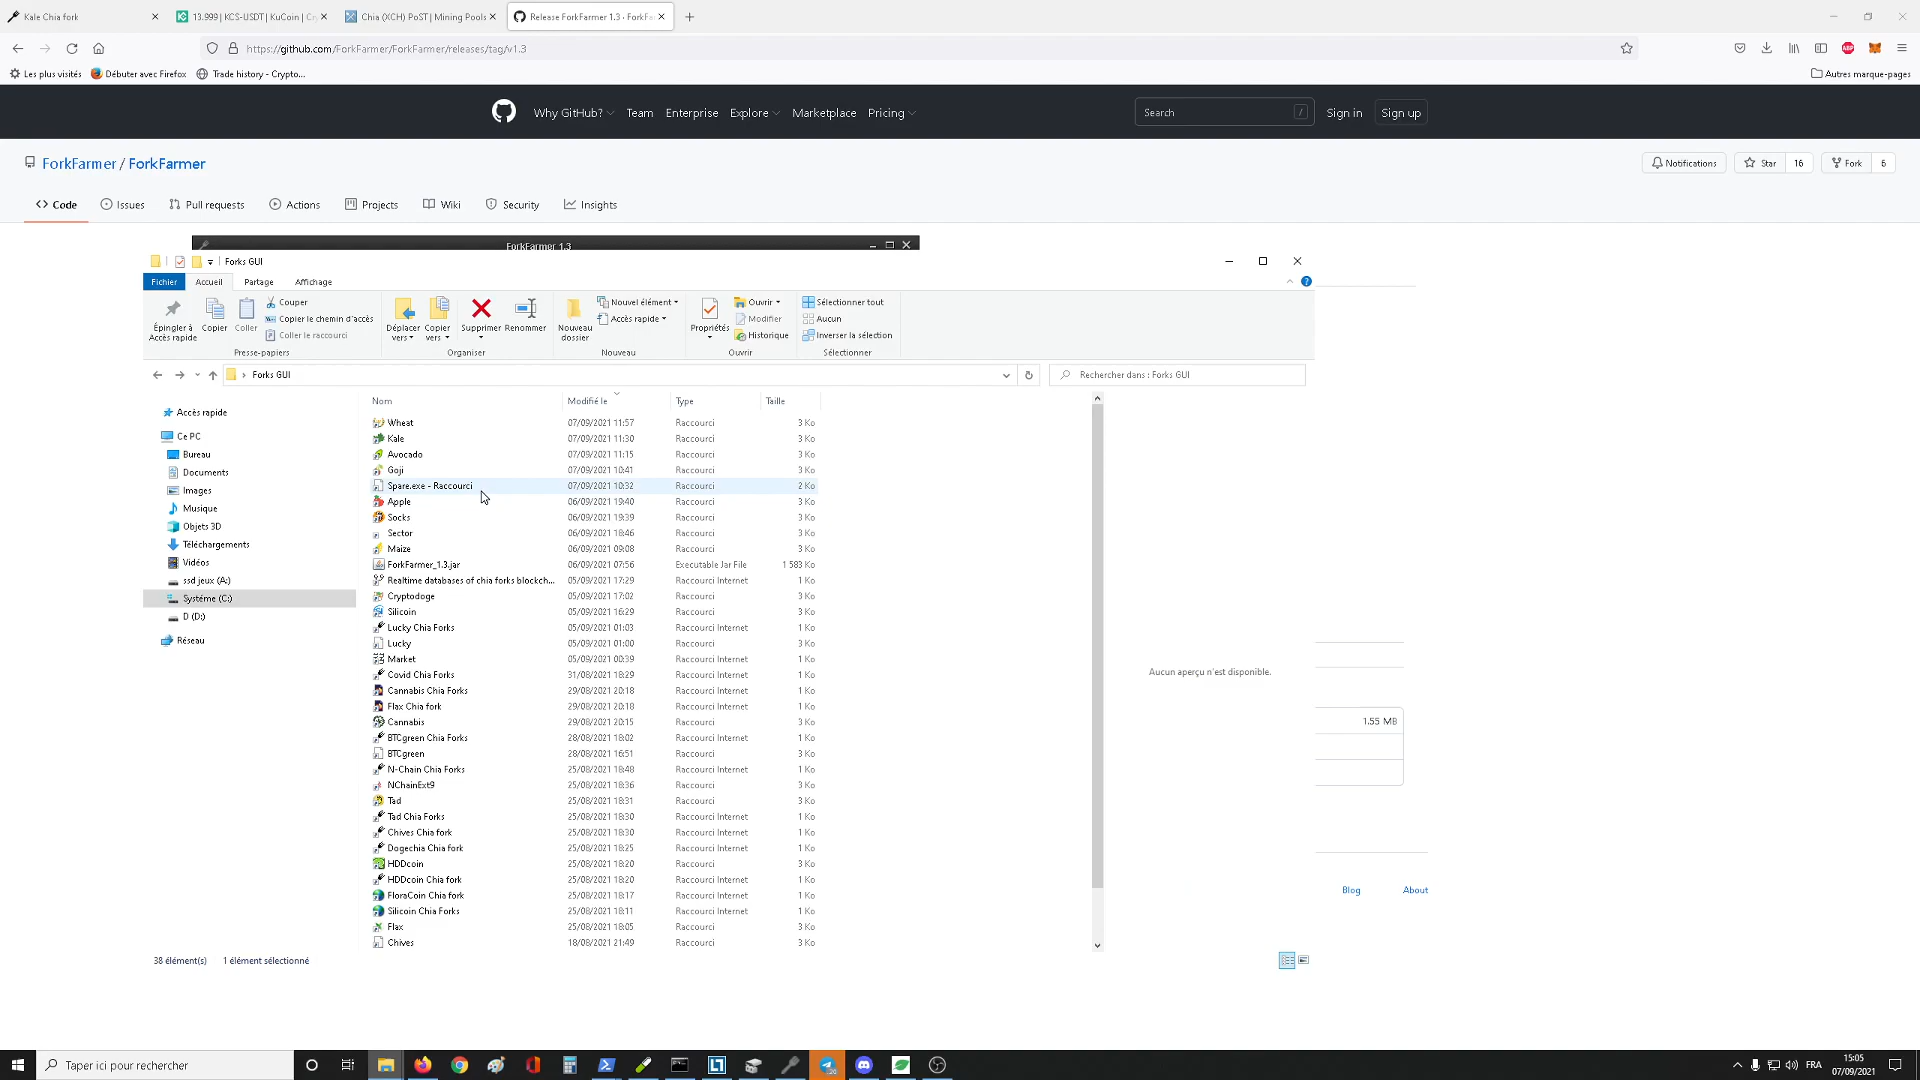 Kale Chia fork
13.999 | KCS-USDT | KuCoin | Cry
Chia (XCH) PoST | Mining Pools
Release ForkFarmer 1.3 · ForkFa
https://github.com/ForkFarmer/ForkFarmer/releases/tag/v1.3
Les plus visités
Débuter avec Firefox
Trade history - Crypto...
Autres marque-pages
Why GitHub?
Team
Enterprise
Explore
Marketplace
Pricing
Search
/
Sign in
Sign up
ForkFarmer / ForkFarmer
Notifications
Star 16
Fork 6
Code
Issues
Pull requests
Actions
Projects
Wiki
Security
Insights
ForkFarmer 1.3
Forks GUI
Fichier
Accueil
Partage
Affichage
Épingler à Accès rapide
Copier
Coller
Couper
Copier le chemin d'accès
Coller le raccourci
Déplacer vers
Copier vers
Supprimer
Renommer
Nouveau dossier
Nouvel élément
Accès rapide
Propriétés
Ouvrir
Modifier
Historique
Sélectionner tout
Aucun
Inverser la sélection
Presse-papiers
Organiser
Nouveau
Ouvrir
Sélectionner
Forks GUI
Rechercher dans : Forks GUI
Accès rapide
Ce PC
Bureau
Documents
Images
Musique
Objets 3D
Téléchargements
Vidéos
ssd jeux (A:)
Système (C:)
D (D:)
Réseau
Nom Modifié le Type Taille
Wheat 07/09/2021 11:57 Raccourci 3 Ko
Kale 07/09/2021 11:30 Raccourci 3 Ko
Avocado 07/09/2021 11:15 Raccourci 3 Ko
Goji 07/09/2021 10:41 Raccourci 3 Ko
Spare.exe - Raccourci 07/09/2021 10:32 Raccourci 2 Ko
Apple 06/09/2021 19:40 Raccourci 3 Ko
Socks 06/09/2021 19:39 Raccourci 3 Ko
Sector 06/09/2021 18:46 Raccourci 3 Ko
Maize 06/09/2021 09:08 Raccourci 3 Ko
ForkFarmer_1.3.jar 06/09/2021 07:56 Executable Jar File 1 583 Ko
Realtime databases of chia forks blockch... 05/09/2021 17:29 Raccourci Internet 1 Ko
Cryptodoge 05/09/2021 17:02 Raccourci 3 Ko
Silicoin 05/09/2021 16:29 Raccourci 3 Ko
Lucky Chia Forks 05/09/2021 01:03 Raccourci Internet 1 Ko
Lucky 05/09/2021 01:00 Raccourci 3 Ko
Market 05/09/2021 00:39 Raccourci Internet 1 Ko
Covid Chia Forks 31/08/2021 18:29 Raccourci Internet 1 Ko
Cannabis Chia Forks 29/08/2021 20:18 Raccourci Internet 1 Ko
Flax Chia fork 29/08/2021 20:18 Raccourci Internet 1 Ko
Cannabis 29/08/2021 20:15 Raccourci 3 Ko
BTCgreen Chia Forks 28/08/2021 18:02 Raccourci Internet 1 Ko
BTCgreen 28/08/2021 16:51 Raccourci 3 Ko
N-Chain Chia Forks 25/08/2021 18:48 Raccourci Internet 1 Ko
NChainExt9 25/08/2021 18:36 Raccourci 3 Ko
Tad 25/08/2021 18:31 Raccourci 3 Ko
Tad Chia Forks 25/08/2021 18:30 Raccourci Internet 1 Ko
Chives Chia fork 25/08/2021 18:30 Raccourci Internet 1 Ko
Dogechia Chia fork 25/08/2021 18:25 Raccourci Internet 1 Ko
HDDcoin 25/08/2021 18:20 Raccourci 3 Ko
HDDcoin Chia fork 25/08/2021 18:20 Raccourci Internet 1 Ko
FloraCoin Chia fork 25/08/2021 18:17 Raccourci Internet 1 Ko
Silicoin Chia Forks 25/08/2021 18:11 Raccourci Internet 1 Ko
Flax 25/08/2021 18:05 Raccourci 3 Ko
Chives 18/08/2021 21:49 Raccourci 3 Ko
Aucun aperçu n'est disponible.
1.55 MB
Blog
About
38 élément(s) 1 élément sélectionné
Taper ici pour rechercher
FRA
15:05
07/09/2021